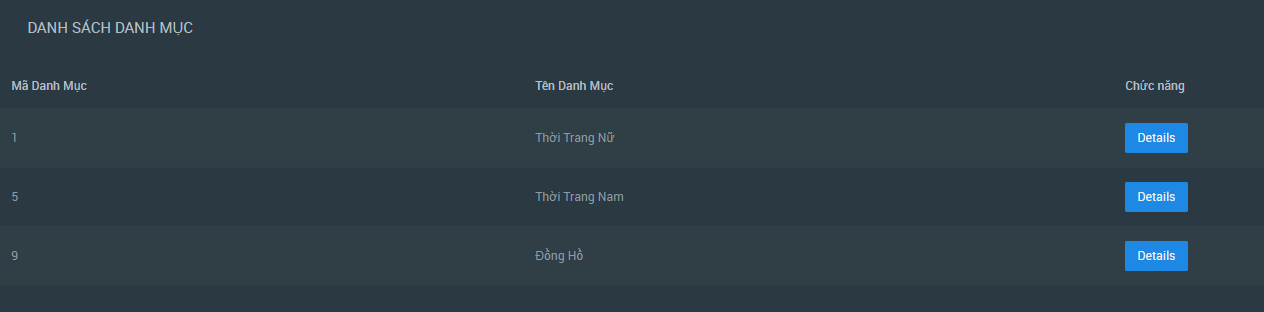 DANH SÁCH DANH MỤC
Mã Danh Mục Tên Danh Mục Chức năng
1 Thời Trang Nữ Details
5 Thời Trang Nam Details
9 Đồng Hồ Details